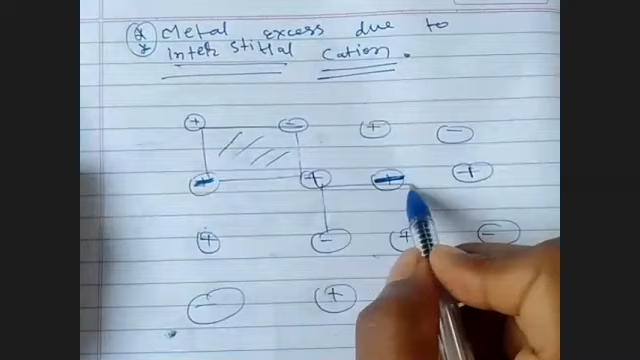 Metal excess due to
interstitial cation.
+ - + -
- + - +
+ - + -
- +